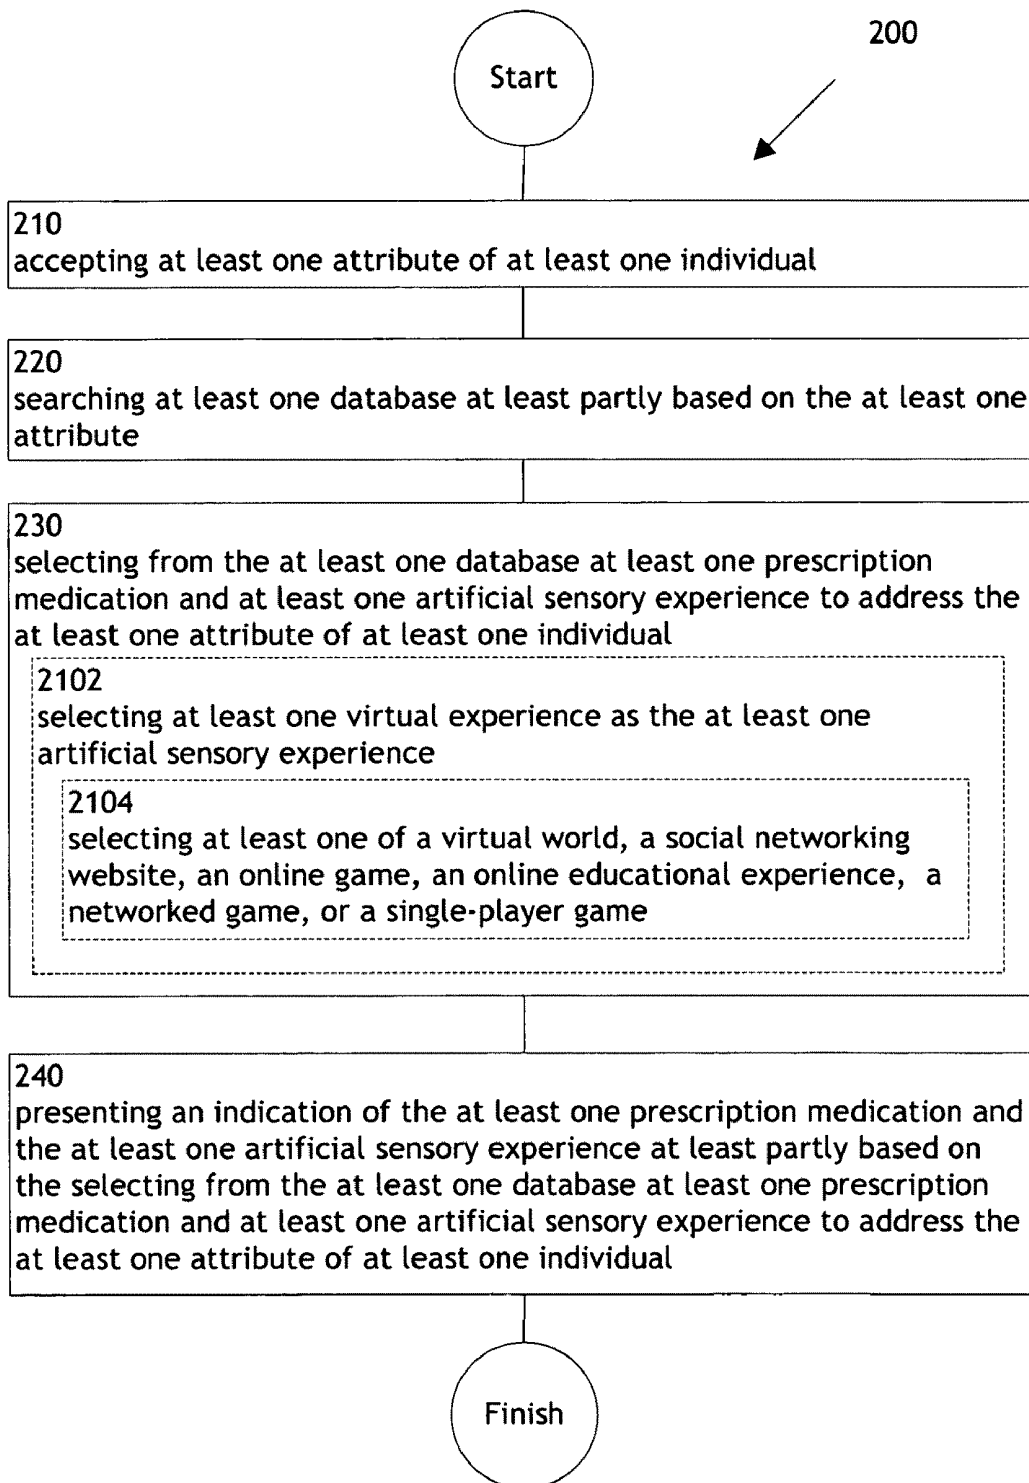 Start
200
210
accepting at least one attribute of at least one individual
220
searching at least one database at least partly based on the at least one
attribute
230
selecting from the at least one database at least one prescription
medication and at least one artificial sensory experience to address the
at least one attribute of at least one individual
2102
selecting at least one virtual experience as the at least one
artificial sensory experience
2104
selecting at least one of a virtual world, a social networking
website, an online game, an online educational experience, a
networked game, or a single-player game
240
presenting an indication of the at least one prescription medication and
the at least one artificial sensory experience at least partly based on
the selecting from the at least one database at least one prescription
medication and at least one artificial sensory experience to address the
at least one attribute of at least one individual
Finish